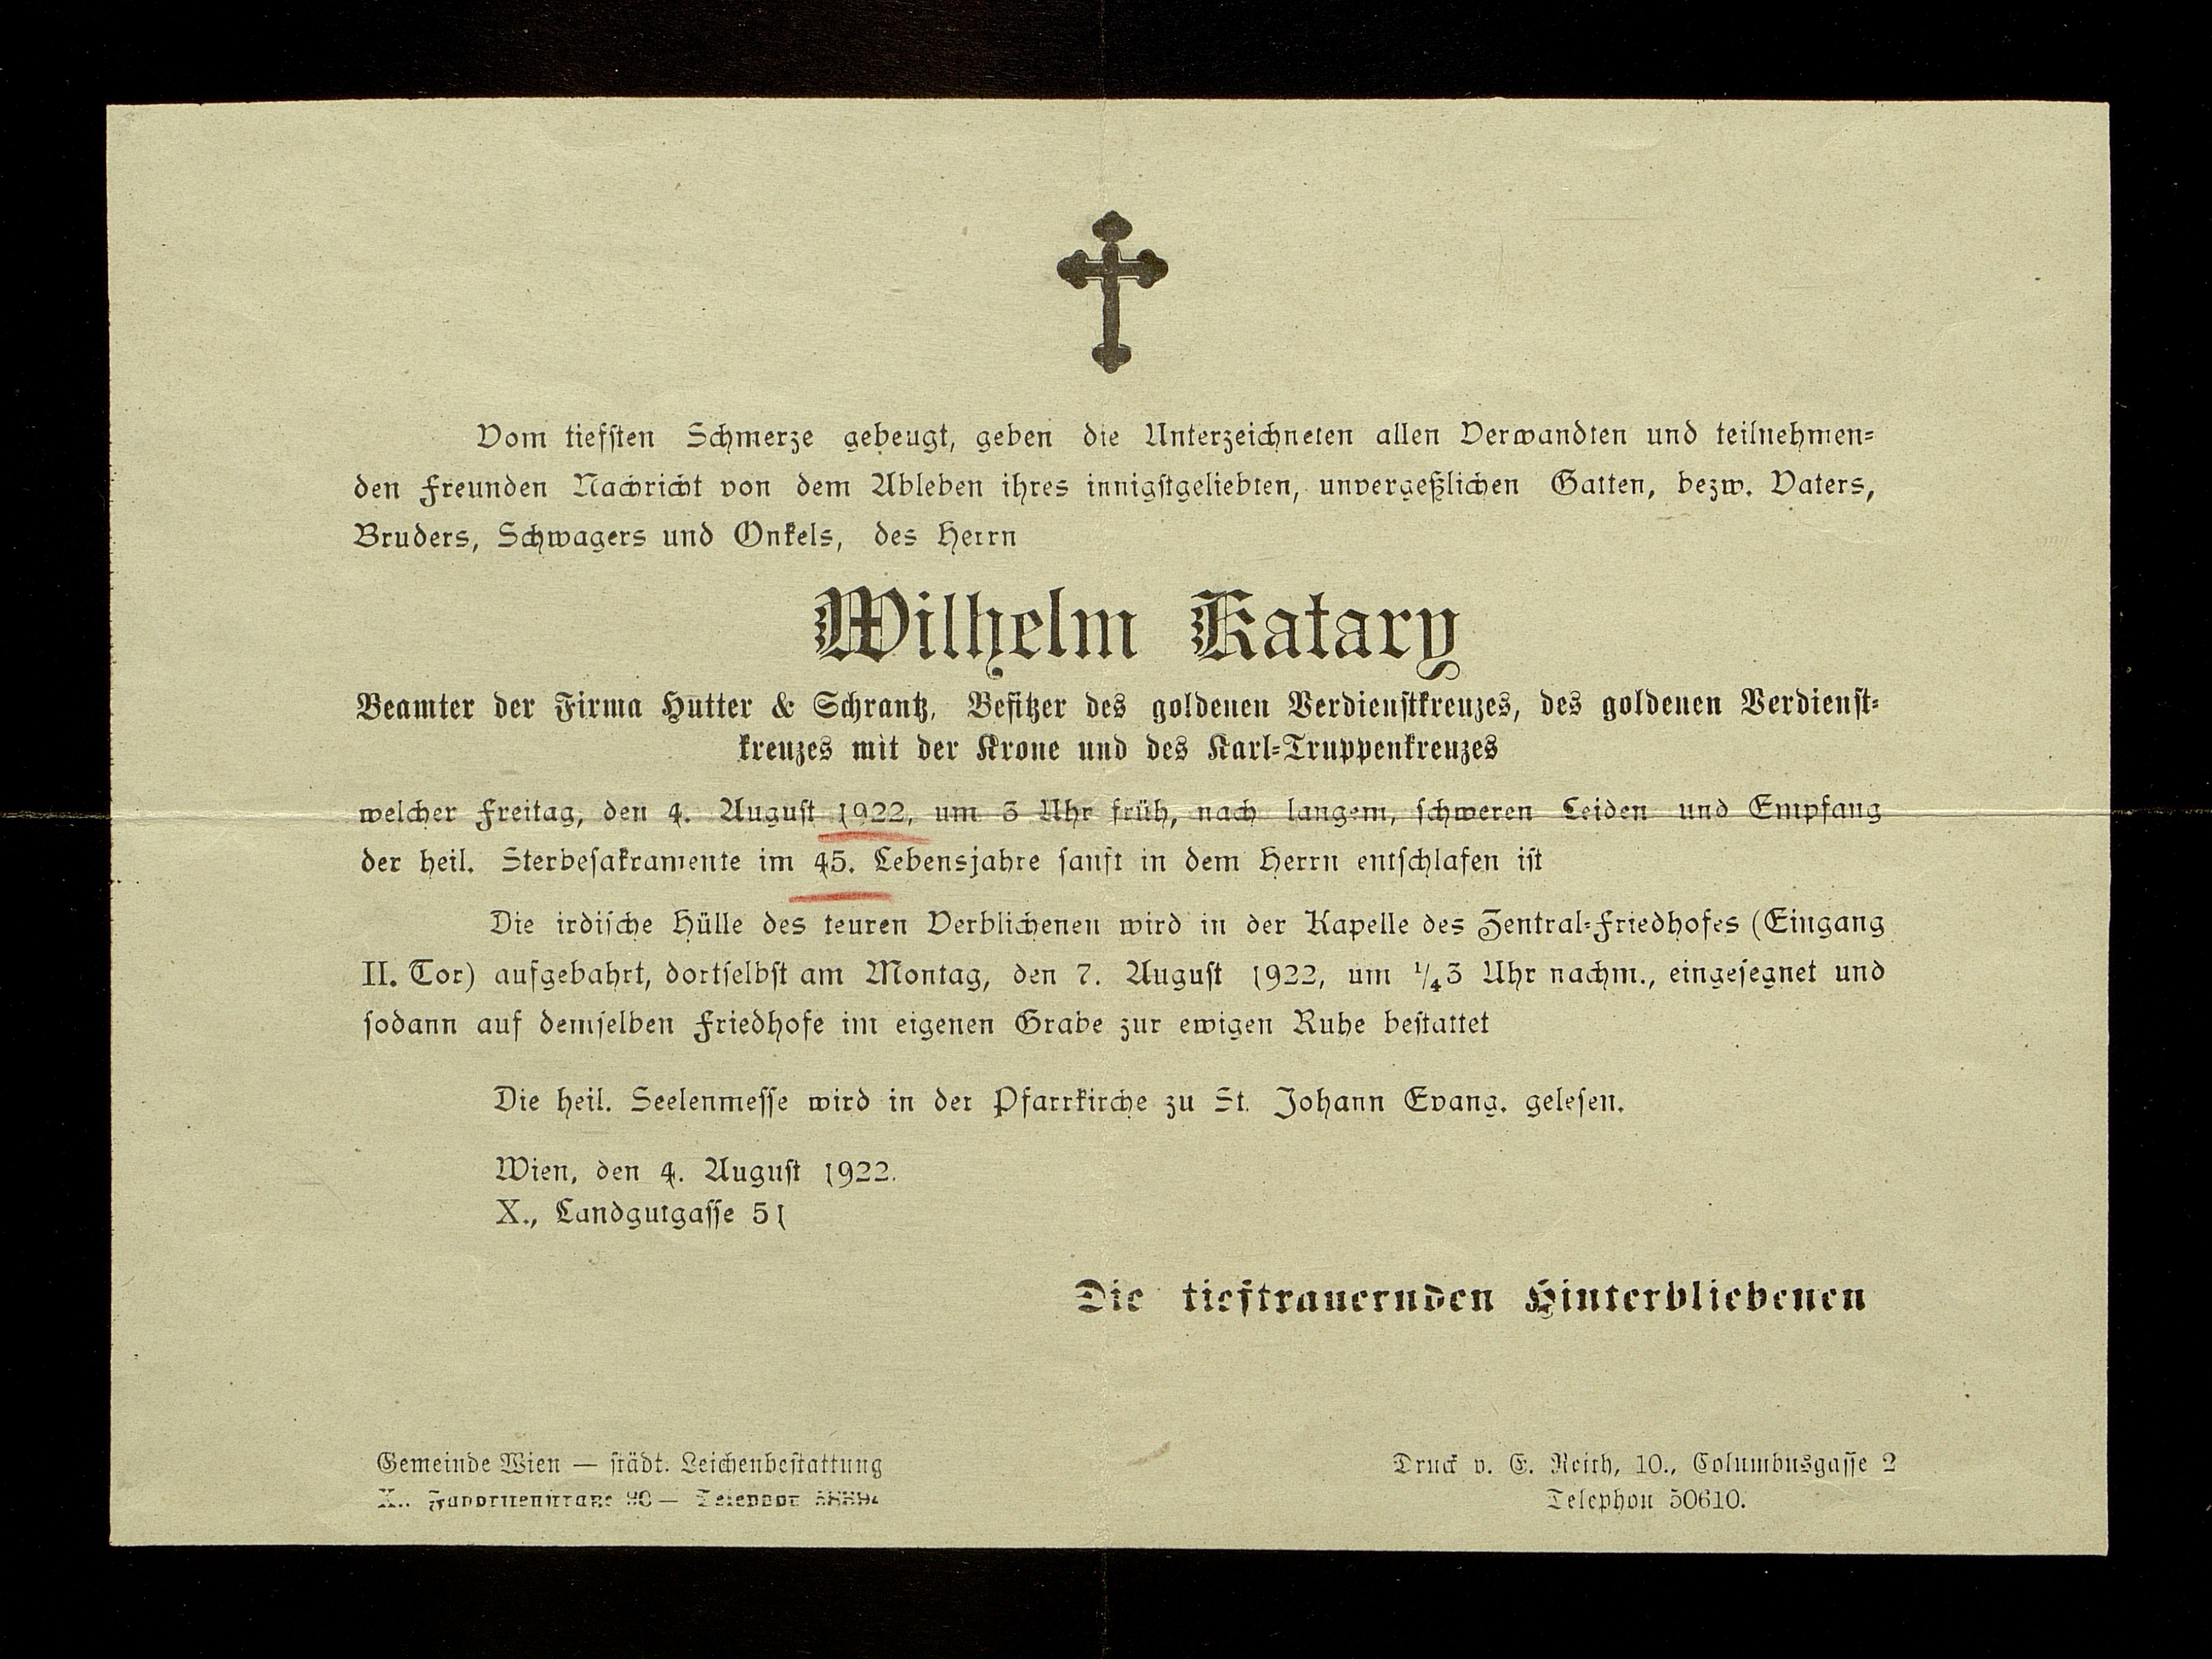 Vom tiefsten Schmerze gebeugt, geben die Unterzeichneten allen Verwandten und teilnehmen-
den Freunden Nachricht von dem Ableben ihres innigstgeliebten, unvergeßlichen Gatten, bezw. Vaters,
Bruders, Schwagers und Onkels, des Herrn
Wilhelm Katary
Beamter der Firma Hutter & Schrantz, Besitzer des goldenen Verdienstkreuzes, des goldenen Verdienst-
kreuzes mit der Krone und des Karl-Truppenkreuzes
welcher Freitag, den 4. August 1922, um 3 Uhr früh, nach langem, schweren Leiden und Empfang
der heil. Sterbesakramente im 45. Lebensjahre sanft in dem Herrn entschlafen ist
Die irdische Hülle des teuren Verblichenen wird in der Kapelle des Zentral-Friedhofes (Eingang
II. Tor) aufgebahrt, dortselbst am Montag, den 7. August 1922, um 1/4 3 Uhr nachm., eingesegnet und
sodann auf demselben Friedhofe im eigenen Grabe zur ewigen Ruhe bestattet
Die heil. Seelenmesse wird in der Pfarrkirche zu St. Johann Evang. gelesen.
Wien, den 4. August 1922.
X., Landgutgasse 51
Die tieftrauernden Hinterbliebenen
Gemeinde Wien — städt. Leichenbestattung
X., Favoritenstraße — Telephon
Druck v. E. Reith, 10., Columbusgasse 2
Telephon 50610.